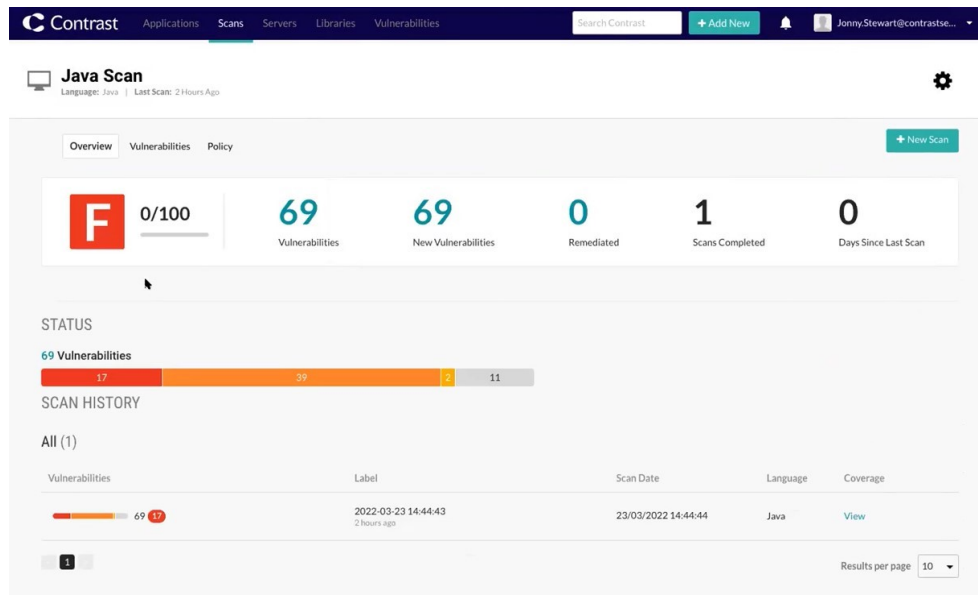 Contrast Applications Scans Servers Libraries Vulnerabilities Search Contrast + Add New Jonny.Stewart@contrastse...
Java Scan
Language: Java | Last Scan: 2 Hours Ago
Overview Vulnerabilities Policy + New Scan
F 0/100 69 69 0 1 0
Vulnerabilities New Vulnerabilities Remediated Scans Completed Days Since Last Scan
STATUS
69 Vulnerabilities
17 39 2 11
SCAN HISTORY
All (1)
Vulnerabilities Label Scan Date Language Coverage
69 17 2022-03-23 14:44:43 23/03/2022 14:44:44 Java View
2 hours ago
1 Results per page 10